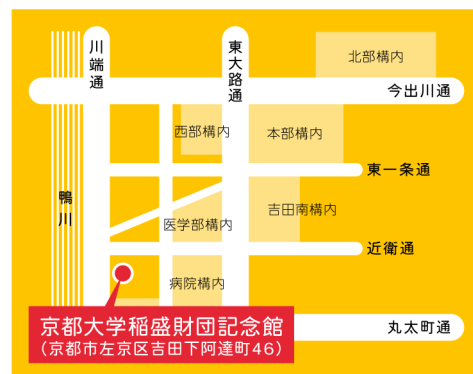 川端通
東大路通
北部構内
今出川通
西部構内
本部構内
東一条通
鴨川
吉田南構内
医学部構内
近衛通
病院構内
京都大学稲盛財団記念館
(京都市左京区吉田下阿達町46)
丸太町通